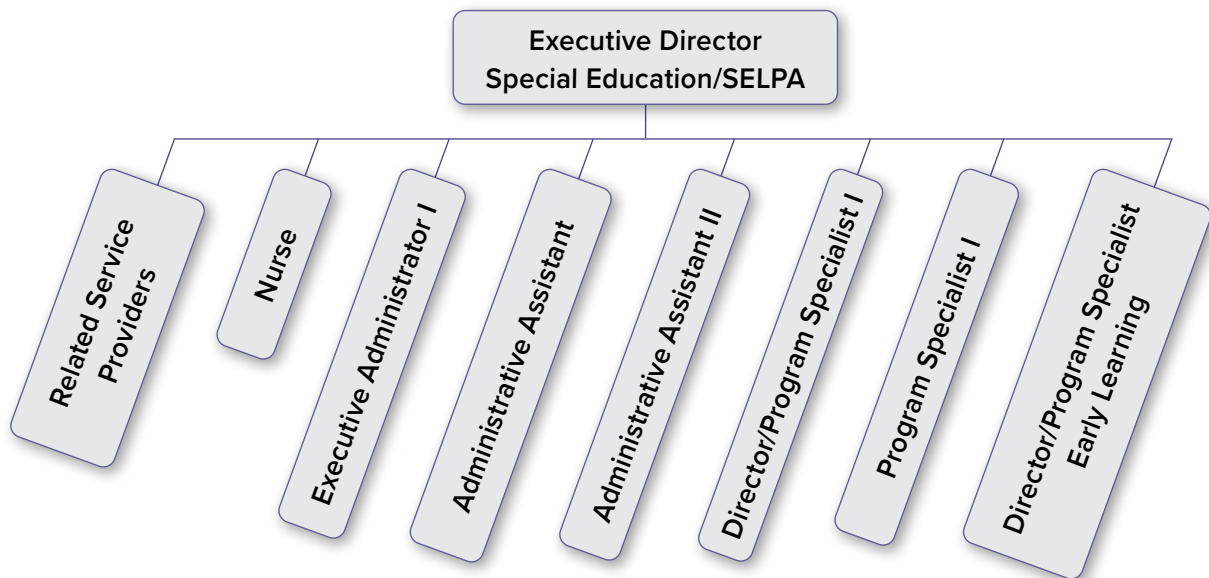 Executive Director
Special Education/SELPA
Related Service
Providers
Nurse
Executive Administrator I
Administrative Assistant
Administrative Assistant II
Director/Program Specialist I
Program Specialist I
Director/Program Specialist
Early Learning